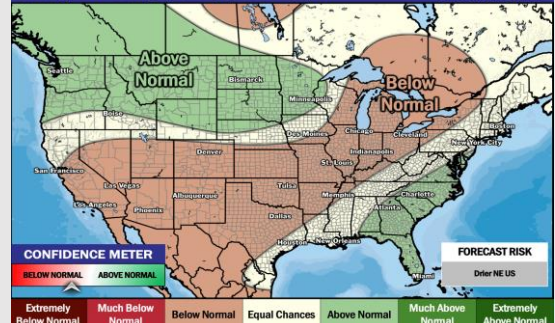 Above
Normal
Below
Normal
Seattle
Bismarck
Minneapolis
Boise
Boston
Des Moines
Chicago
Cleveland
New York City
Denver
Indianapolis
San Francisco
St. Louis
Las Vegas
Tulsa
Charlotte
Albuquerque
Memphis
Los Angeles
Phoenix
Atlanta
Dallas
Houston
New Orleans
Miami
CONFIDENCE METER
BELOW NORMAL
ABOVE NORMAL
FORECAST RISK
Drier NE US
Extremely
Below Normal
Much Below
Normal
Below Normal
Equal Chances
Above Normal
Much Above
Normal
Extremely
Above Normal